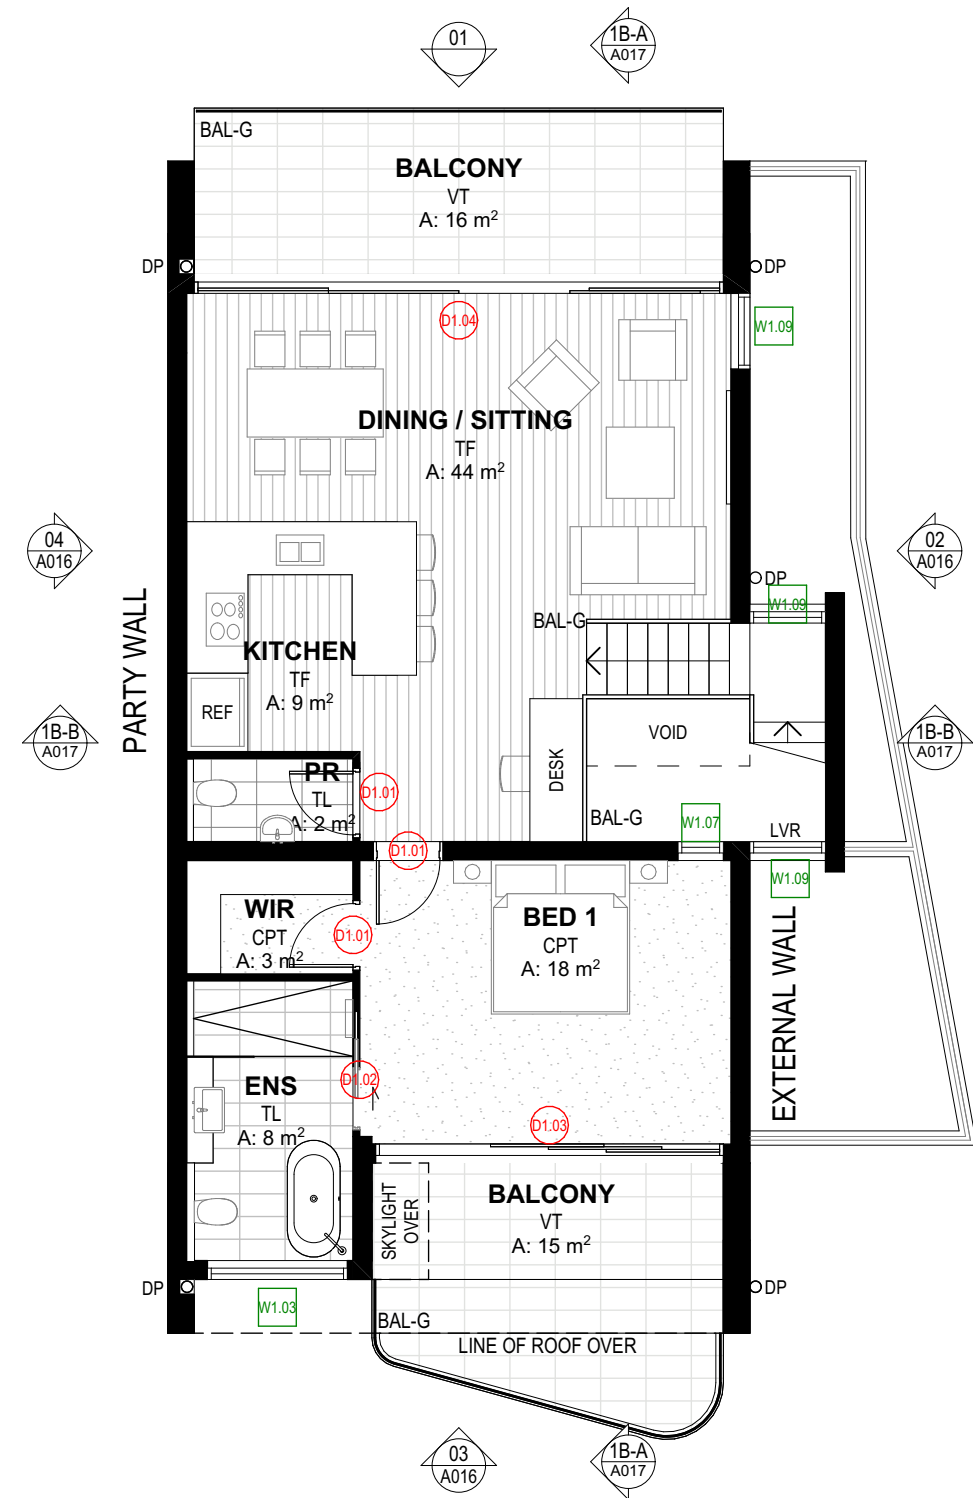 01
1B-A
A017
BAL-G
BALCONY
VT
A: 16 m²
DP
DP
D1.04
W1.09
DINING / SITTING
TF
A: 44 m²
04
A016
02
A016
DP
W1.09
PARTY WALL
BAL-G
KITCHEN
TF
A: 9 m²
REF
1B-B
A017
VOID
1B-B
A017
DESK
PR
TL
A: 2 m²
D1.01
BAL-G
W1.07
LVR
D1.01
W1.09
WIR
CPT
A: 3 m²
D1.01
BED 1
CPT
A: 18 m²
EXTERNAL WALL
ENS
TL
A: 8 m²
D1.02
D1.03
BALCONY
VT
A: 15 m²
SKYLIGHT
OVER
DP
DP
W1.03
BAL-G
LINE OF ROOF OVER
03
A016
1B-A
A017